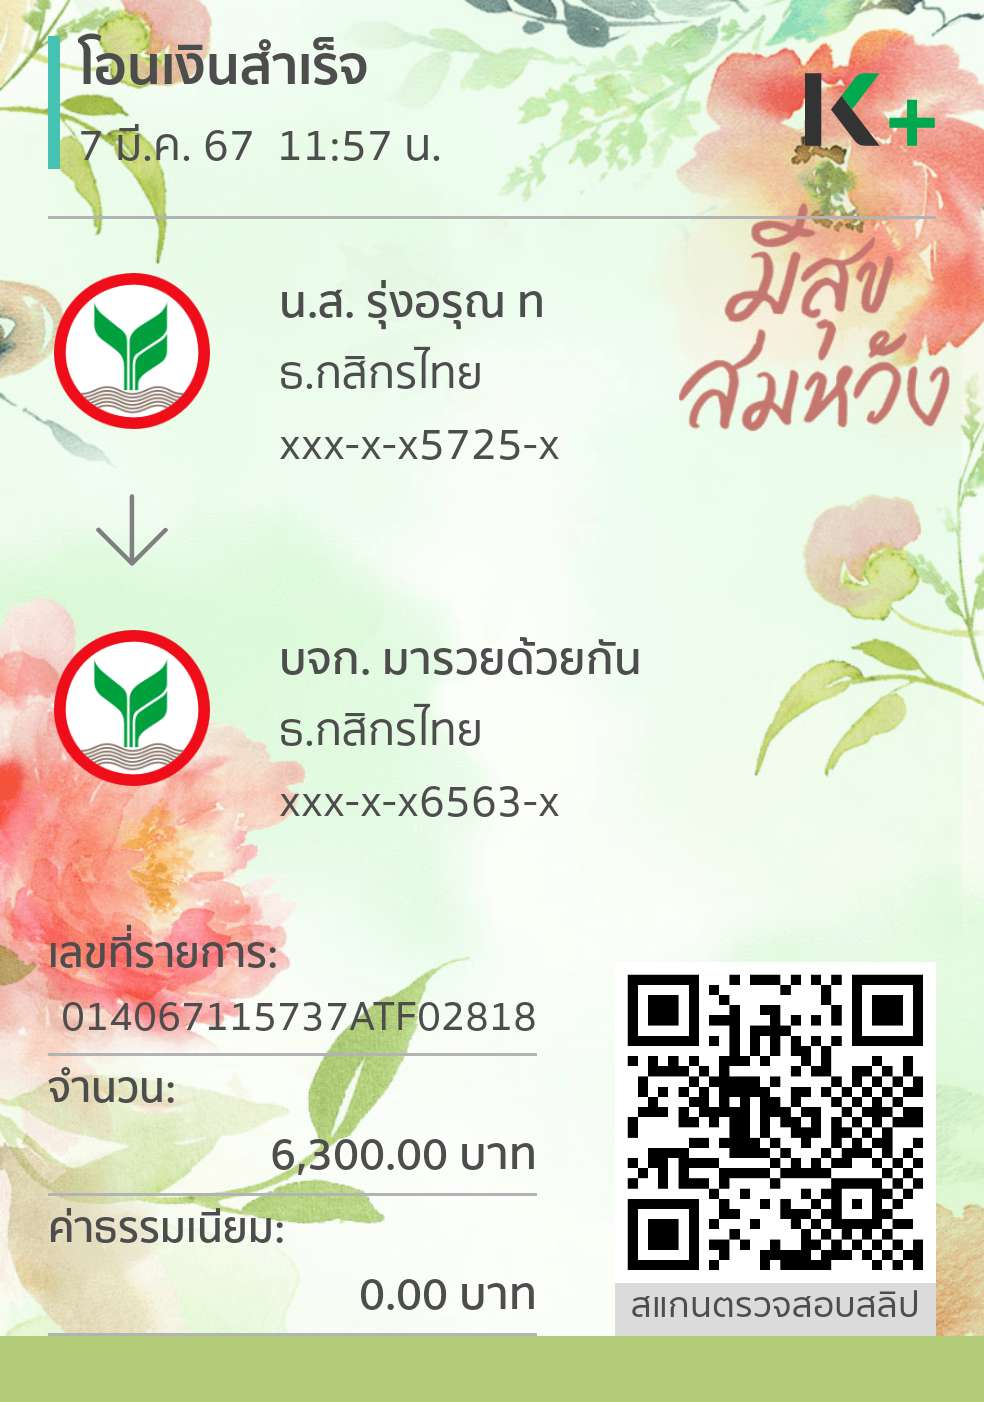 โอนเงินสำเร็จ
7 มี.ค. 67 11:57 น.
K+
มีสุข
สมหวัง
น.ส. รุ่งอรุณ ท
ธ.กสิกรไทย
xxx-x-x5725-x
บจก. มารวยด้วยกัน
ธ.กสิกรไทย
xxx-x-x6563-x
เลขที่รายการ:
014067115737ATF02818
จำนวน:
6,300.00 บาท
ค่าธรรมเนียม:
0.00 บาท
สแกนตรวจสอบสลิป